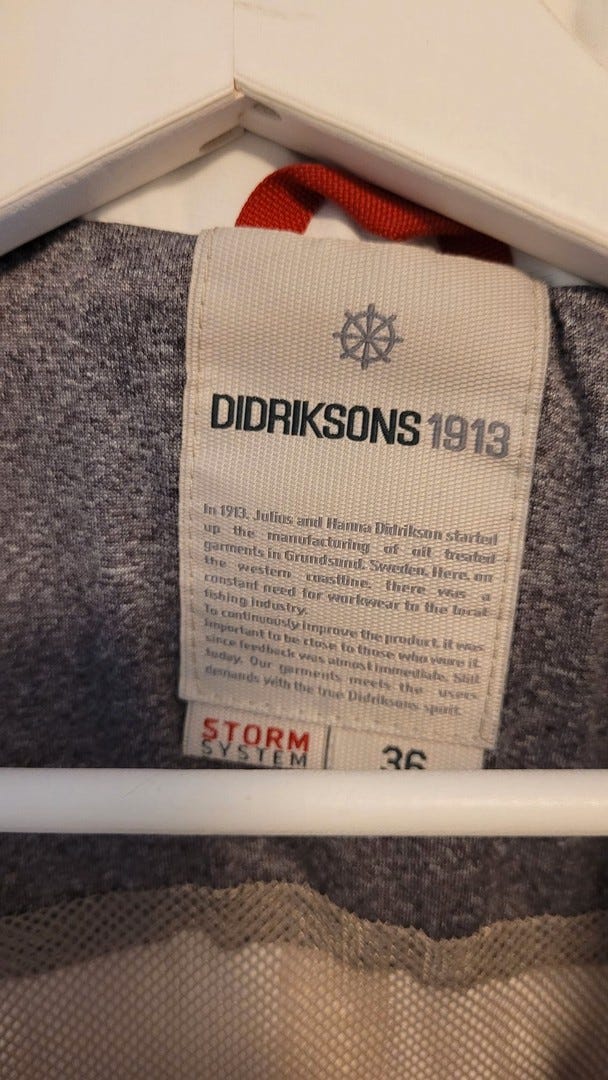 DIDRIKSONS 1913
In 1913, Julius and Hanna Didrikson started
up the manufacturing of oil treated
garments in Grundsund, Sweden. Here, on
the western coastline, there was a
constant need for workwear to the local
fishing industry.
To continuously improve the product, it was
important to be close to those who wore it,
since feedback was almost immediate. Still
today. Our garments meets the users
demands with the true Didriksons spirit.
STORM 36
SYSTEM